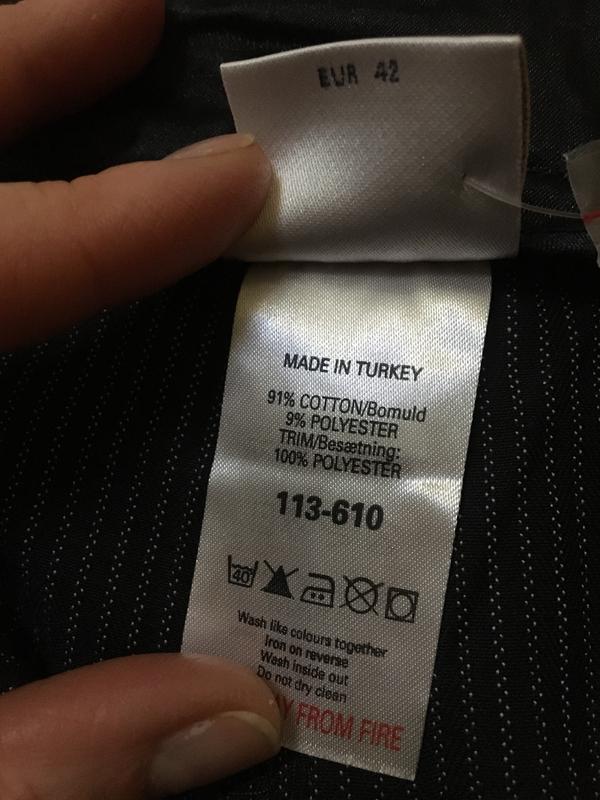 EUR 42
MADE IN TURKEY
91% COTTON/Bomuld
9% POLYESTER
TRIM/Besætning:
100% POLYESTER
113-610
40
Wash like colours together
Iron on reverse
Wash inside out
Do not dry clean
FROM FIRE